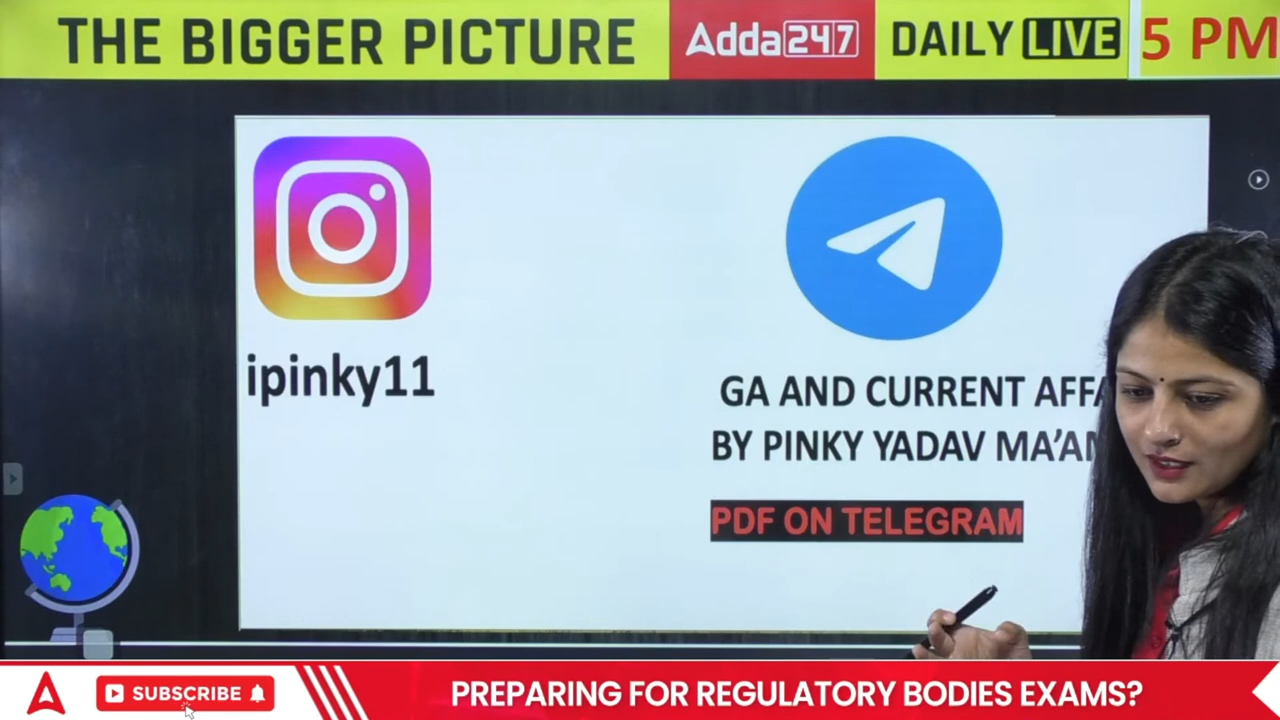 THE BIGGER PICTURE
Adda247
DAILY LIVE
5 PM
ipinky11
GA AND CURRENT AFFA
BY PINKY YADAV MA’AM
PDF ON TELEGRAM
SUBSCRIBE
PREPARING FOR REGULATORY BODIES EXAMS?